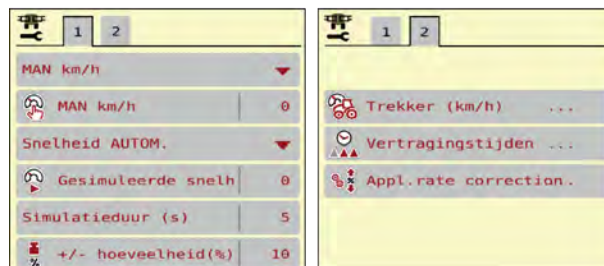 1 2
MAN km/h
MAN km/h 0
Snelheid AUTOM.
Gesimuleerde snelh 0
Simulatieduur (s) 5
% +/- hoeveelheid(%) 10
1 2
Trekker (km/h) ...
Vertragingstijden ...
Appl.rate correction.